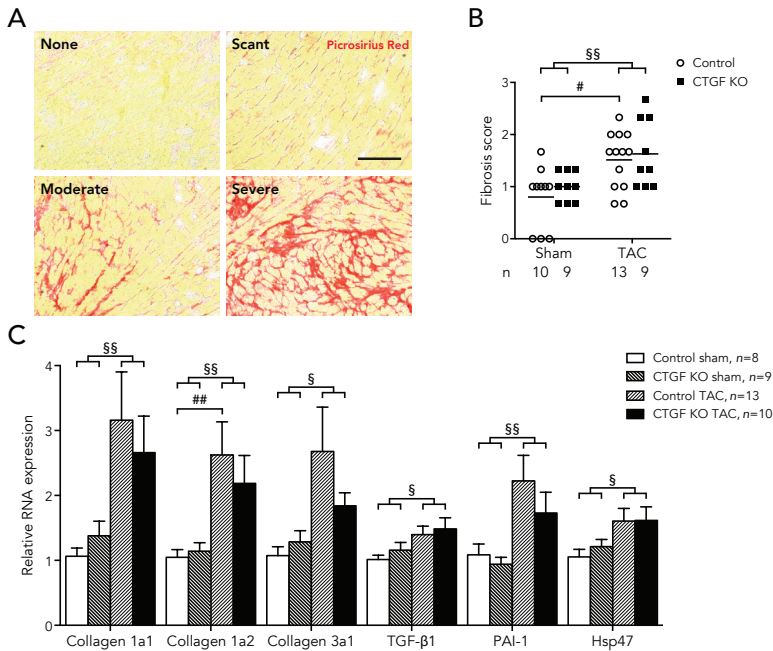 A
None
Scant
Picrosirius Red
Moderate
Severe
B
Control
CTGF KO
§§
#
Fibrosis score
3
2
1
0
Sham TAC
n 10 9 13 9
C
Relative RNA expression
4
3
2
1
0
§§
§§
##
§
§
§§
§
Control sham, n=8
CTGF KO sham, n=9
Control TAC, n=13
CTGF KO TAC, n=10
Collagen 1a1 Collagen 1a2 Collagen 3a1 TGF-β1 PAI-1 Hsp47